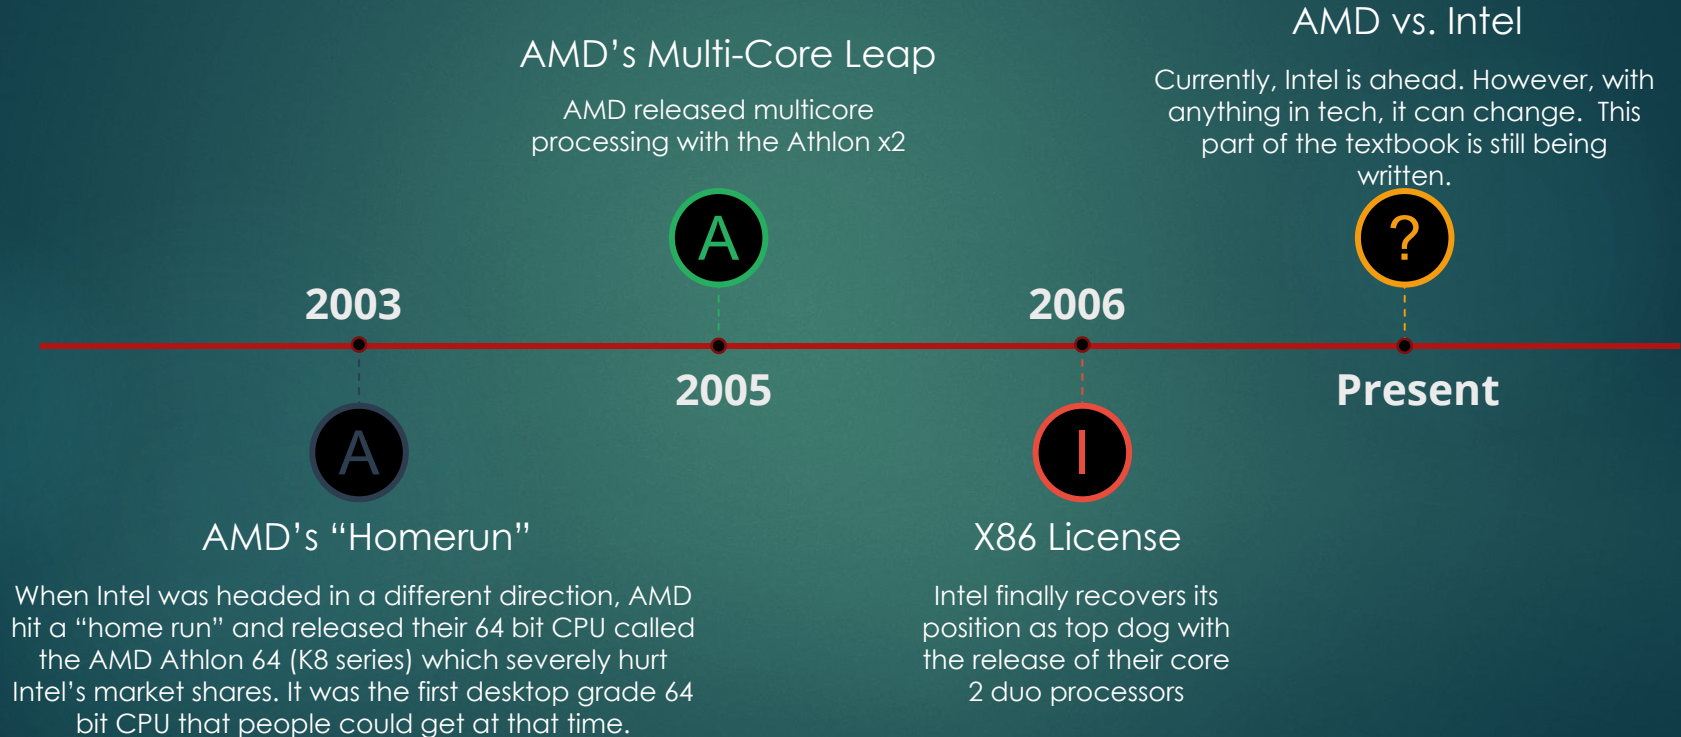 AMD vs. Intel
Currently, Intel is ahead. However, with
anything in tech, it can change.  This
part of the textbook is still being
written.
?
AMD’s Multi-Core Leap
AMD released multicore
processing with the Athlon x2
A
2003
2006
2005
Present
A
I
AMD’s “Homerun”
When Intel was headed in a different direction, AMD
hit a “home run” and released their 64 bit CPU called
the AMD Athlon 64 (K8 series) which severely hurt
Intel’s market shares. It was the first desktop grade 64
bit CPU that people could get at that time.
X86 License
Intel finally recovers its
position as top dog with
the release of their core
2 duo processors